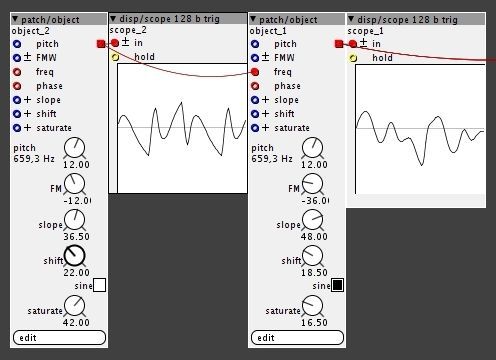 ▼ patch/object
object_2
pitch
± FMW
freq
phase
+ slope
+ shift
+ saturate
pitch
659,3 Hz
12.00
FM
-12.0
slope
36.50
shift
22.00
sine
saturate
42.00
edit
▼ disp/scope 128 b trig
scope_2
± in
hold
▼ patch/object
object_1
pitch
± FMW
freq
phase
+ slope
+ shift
+ saturate
pitch
659,3 Hz
12.00
FM
-36.0
slope
48.00
shift
18.50
sine
saturate
16.50
edit
▼ disp/scope 128 b trig
scope_1
± in
hold